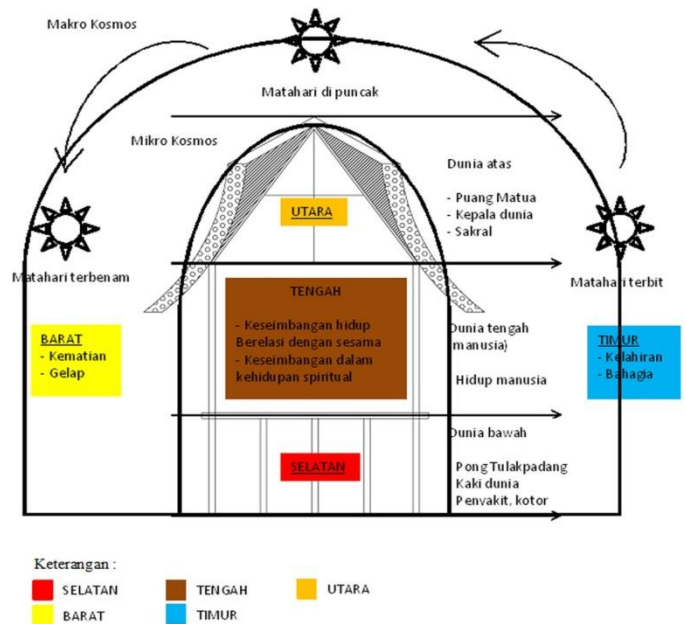 Makro Kosmos
Matahari di puncak
Mikro Kosmos
Dunia atas
- Puang Matua
- Kepala dunia
- Sakral
UTARA
Matahari terbenam
Matahari terbit
TENGAH
- Keseimbangan hidup
Berelasi dengan sesama
- Keseimbangan dalam
kehidupan spiritual
BARAT
- Kematian
- Gelap
Dunia tengah
manusia)
Hidup manusia
TIMUR
- Kelahiran
- Bahagia
Dunia bawah
Pong Tulakpadang
Kaki dunia
Penyakit, kotor
SELATAN
Keterangan :
SELATAN
TENGAH
UTARA
BARAT
TIMUR